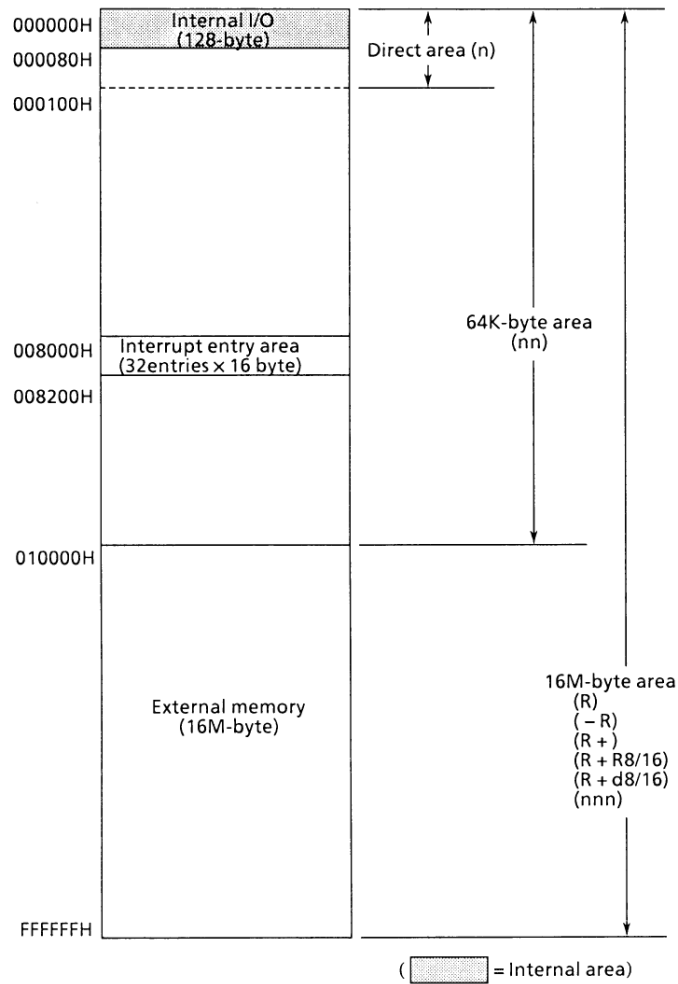 000000H
Internal I/O
(128-byte)
000080H
Direct area (n)
000100H
64K-byte area
(nn)
008000H
Interrupt entry area
(32entries × 16 byte)
008200H
010000H
16M-byte area
(R)
(– R)
(R + )
(R + R8/16)
(R + d8/16)
(nnn)
External memory
(16M-byte)
FFFFFFH
( = Internal area)